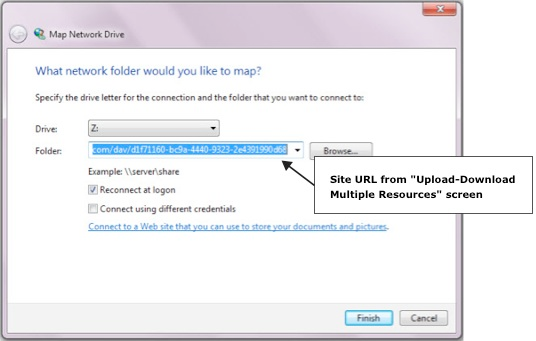 Map Network Drive
What network folder would you like to map?
Specify the drive letter for the connection and the folder that you want to connect to:
Drive: Z:
Folder: com/dav/d1f71160-bc9a-4440-9323-2e4391990d66 Browse...
Site URL from "Upload-Download
Multiple Resources" screen
Example: \\server\share
Reconnect at logon
Connect using different credentials
Connect to a Web site that you can use to store your documents and pictures.
Finish Cancel